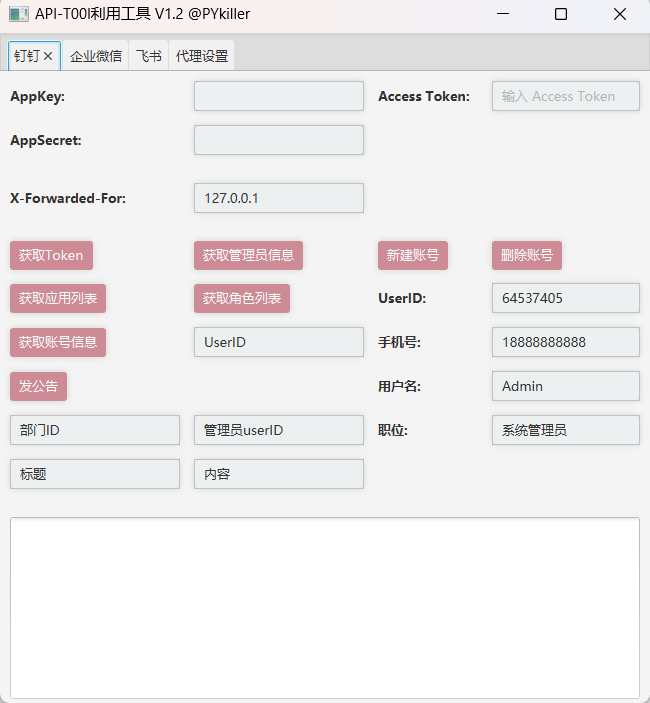 API-T00l利用工具 V1.2 @PYkiller
钉钉 企业微信 飞书 代理设置
AppKey: Access Token: 输入 Access Token
AppSecret:
X-Forwarded-For: 127.0.0.1
获取Token 获取管理员信息 新建账号 删除账号
获取应用列表 获取角色列表 UserID: 64537405
获取账号信息 UserID 手机号: 18888888888
发公告 用户名: Admin
部门ID 管理员userID 职位: 系统管理员
标题 内容